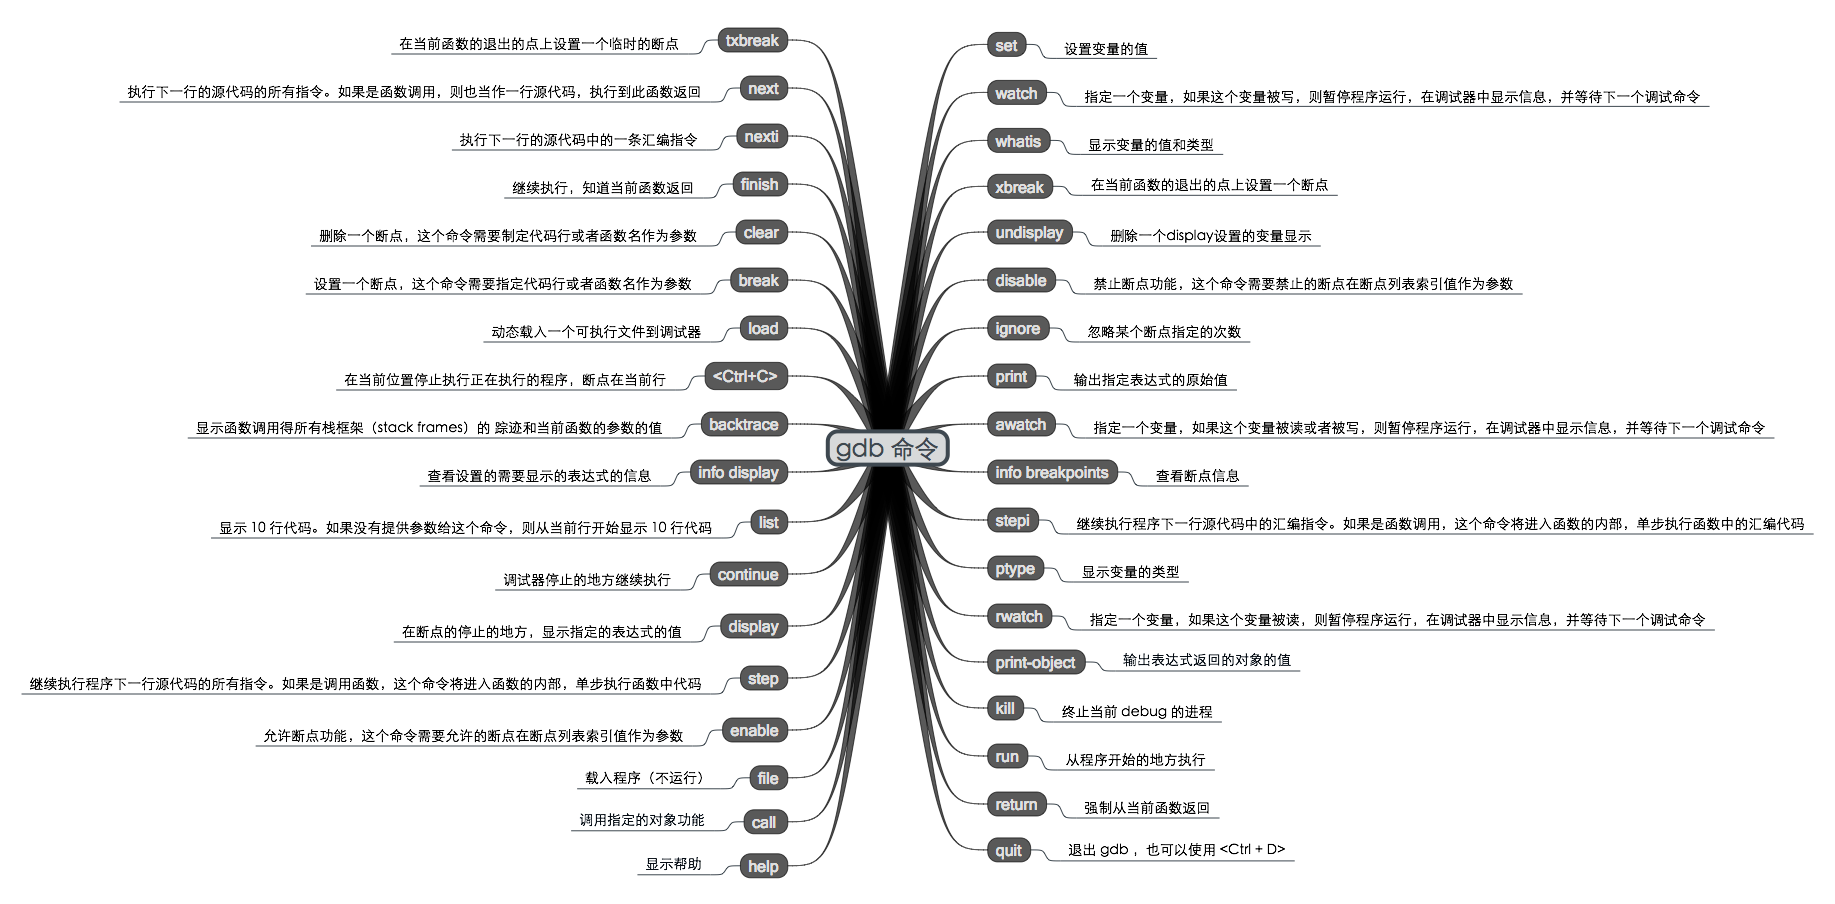 gdb 命令
txbreak
在当前函数的退出的点上设置一个临时的断点
next
执行下一行的源代码的所有指令。如果是函数调用，则也当作一行源代码，执行到此函数返回
nexti
执行下一行的源代码中的一条汇编指令
finish
继续执行，知道当前函数返回
clear
删除一个断点，这个命令需要制定代码行或者函数名作为参数
break
设置一个断点，这个命令需要指定代码行或者函数名作为参数
load
动态载入一个可执行文件到调试器
<Ctrl+C>
在当前位置停止执行正在执行的程序，断点在当前行
backtrace
显示函数调用得所有栈框架（stack frames）的 踪迹和当前函数的参数的值
info display
查看设置的需要显示的表达式的信息
list
显示 10 行代码。如果没有提供参数给这个命令，则从当前行开始显示 10 行代码
continue
调试器停止的地方继续执行
display
在断点的停止的地方，显示指定的表达式的值
step
继续执行程序下一行源代码的所有指令。如果是调用函数，这个命令将进入函数的内部，单步执行函数中代码
enable
允许断点功能，这个命令需要允许的断点在断点列表索引值作为参数
file
载入程序（不运行）
call
调用指定的对象功能
help
显示帮助
set
设置变量的值
watch
指定一个变量，如果这个变量被写，则暂停程序运行，在调试器中显示信息，并等待下一个调试命令
whatis
显示变量的值和类型
xbreak
在当前函数的退出的点上设置一个断点
undisplay
删除一个display设置的变量显示
disable
禁止断点功能，这个命令需要禁止的断点在断点列表索引值作为参数
ignore
忽略某个断点指定的次数
print
输出指定表达式的原始值
awatch
指定一个变量，如果这个变量被读或者被写，则暂停程序运行，在调试器中显示信息，并等待下一个调试命令
info breakpoints
查看断点信息
stepi
继续执行程序下一行源代码中的汇编指令。如果是函数调用，这个命令将进入函数的内部，单步执行函数中的汇编代码
ptype
显示变量的类型
rwatch
指定一个变量，如果这个变量被读，则暂停程序运行，在调试器中显示信息，并等待下一个调试命令
print-object
输出表达式返回的对象的值
kill
终止当前 debug 的进程
run
从程序开始的地方执行
return
强制从当前函数返回
quit
退出 gdb ，也可以使用 <Ctrl + D>